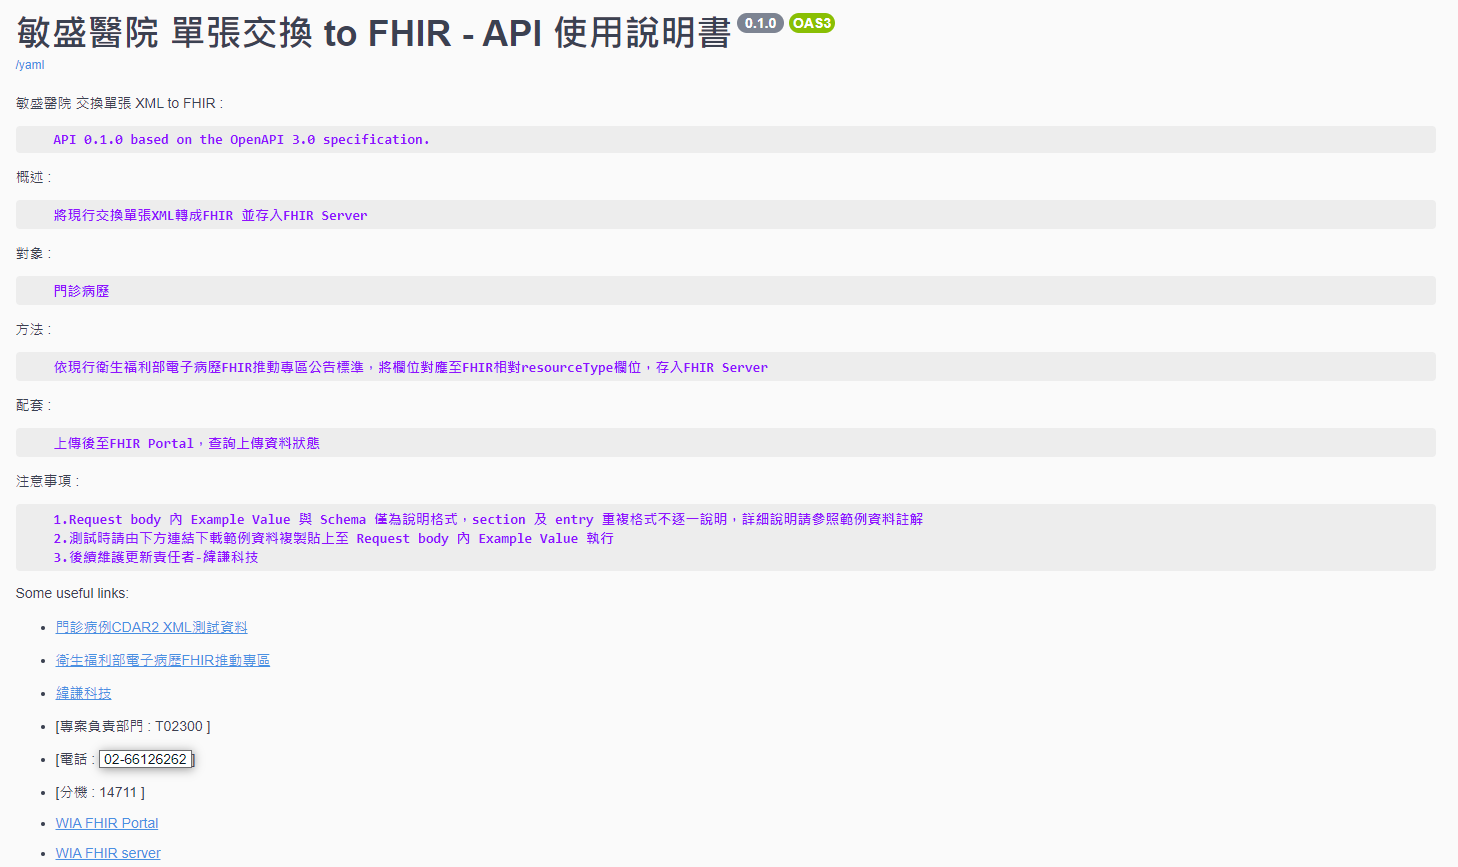 敏盛醫院 單張交換 to FHIR - API 使用說明書 0.1.0 OAS3
/yaml
敏盛醫院 交換單張 XML to FHIR :
API 0.1.0 based on the OpenAPI 3.0 specification.
概述 :
將現行交換單張XML轉成FHIR 並存入FHIR Server
對象 :
門診病歷
方法 :
依現行衛生福利部電子病歷FHIR推動專區公告標準，將欄位對應至FHIR相對resourceType欄位，存入FHIR Server
配套 :
上傳後至FHIR Portal，查詢上傳資料狀態
注意事項 :
1.Request body 內 Example Value 與 Schema 僅為說明格式，section 及 entry 重複格式不逐一說明，詳細說明請參照範例資料註解
2.測試時請由下方連結下載範例資料複製貼上至 Request body 內 Example Value 執行
3.後續維護更新責任者-緯謙科技
Some useful links:
門診病例CDAR2 XML測試資料
衛生福利部電子病歷FHIR推動專區
緯謙科技
[專案負責部門 : T02300 ]
[電話 : 02-66126262 ]
[分機 : 14711 ]
WIA FHIR Portal
WIA FHIR server